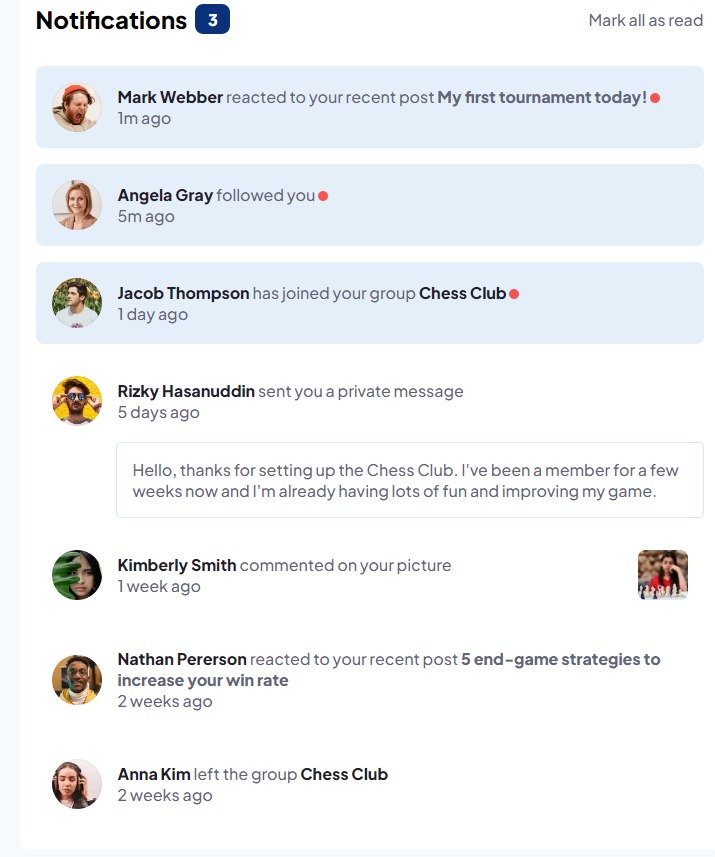 Notifications 3
Mark all as read
Mark Webber reacted to your recent post My first tournament today!
1m ago
Angela Gray followed you
5m ago
Jacob Thompson has joined your group Chess Club
1 day ago
Rizky Hasanuddin sent you a private message
5 days ago
Hello, thanks for setting up the Chess Club. I've been a member for a few
weeks now and I'm already having lots of fun and improving my game.
Kimberly Smith commented on your picture
1 week ago
Nathan Pererson reacted to your recent post 5 end-game strategies to
increase your win rate
2 weeks ago
Anna Kim left the group Chess Club
2 weeks ago